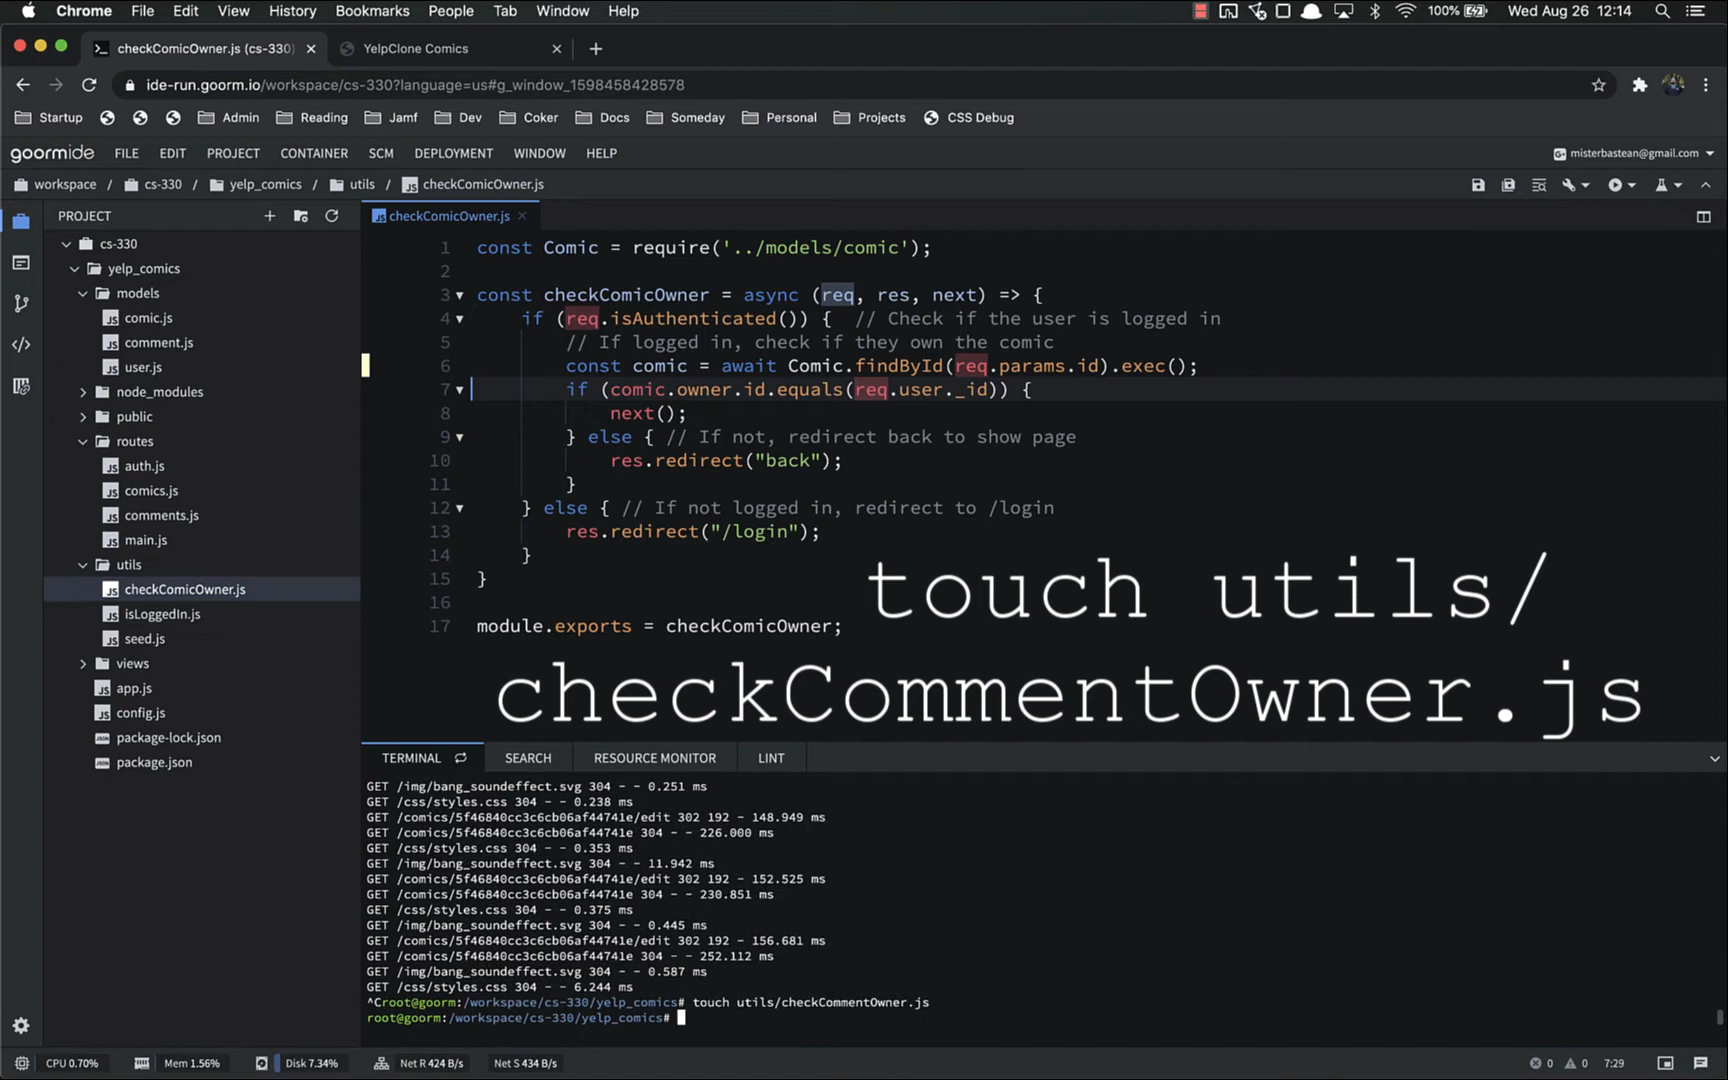 Chrome File Edit View History Bookmarks People Tab Window Help 100% Wed Aug 26 12:14
checkComicOwner.js (cs-330) YelpClone Comics
ide-run.goorm.io/workspace/cs-330?language=us#g_window_1598458428578
Startup Admin Reading Jamf Dev Coker Docs Someday Personal Projects CSS Debug
goormide FILE EDIT PROJECT CONTAINER SCM DEPLOYMENT WINDOW HELP misterbastean@gmail.com
workspace / cs-330 / yelp_comics / utils / checkComicOwner.js
PROJECT
cs-330
yelp_comics
models
comic.js
comment.js
user.js
node_modules
public
routes
auth.js
comics.js
comments.js
main.js
utils
checkComicOwner.js
isLoggedIn.js
seed.js
views
app.js
config.js
package-lock.json
package.json
checkComicOwner.js
1 const Comic = require('../models/comic');
2
3 const checkComicOwner = async (req, res, next) => {
4 if (req.isAuthenticated()) { // Check if the user is logged in
5 // If logged in, check if they own the comic
6 const comic = await Comic.findById(req.params.id).exec();
7 if (comic.owner.id.equals(req.user._id)) {
8 next();
9 } else { // If not, redirect back to show page
10 res.redirect("back");
11 }
12 } else { // If not logged in, redirect to /login
13 res.redirect("/login");
14 }
15 }
16
17 module.exports = checkComicOwner;
touch utils/
checkCommentOwner.js
TERMINAL SEARCH RESOURCE MONITOR LINT
GET /img/bang_soundeffect.svg 304 - - 0.251 ms
GET /css/styles.css 304 - - 0.238 ms
GET /comics/5f46840cc3c6cb06af44741e/edit 302 192 - 148.949 ms
GET /comics/5f46840cc3c6cb06af44741e 304 - - 226.000 ms
GET /css/styles.css 304 - - 0.353 ms
GET /img/bang_soundeffect.svg 304 - - 11.942 ms
GET /comics/5f46840cc3c6cb06af44741e/edit 302 192 - 152.525 ms
GET /comics/5f46840cc3c6cb06af44741e 304 - - 230.851 ms
GET /css/styles.css 304 - - 0.375 ms
GET /img/bang_soundeffect.svg 304 - - 0.445 ms
GET /comics/5f46840cc3c6cb06af44741e/edit 302 192 - 156.681 ms
GET /comics/5f46840cc3c6cb06af44741e 304 - - 252.112 ms
GET /img/bang_soundeffect.svg 304 - - 0.587 ms
GET /css/styles.css 304 - - 6.244 ms
^Croot@goorm:/workspace/cs-330/yelp_comics# touch utils/checkCommentOwner.js
root@goorm:/workspace/cs-330/yelp_comics#
CPU 0.70% Mem 1.56% Disk 7.34% Net R 424 B/s Net S 434 B/s 0 0 7:29